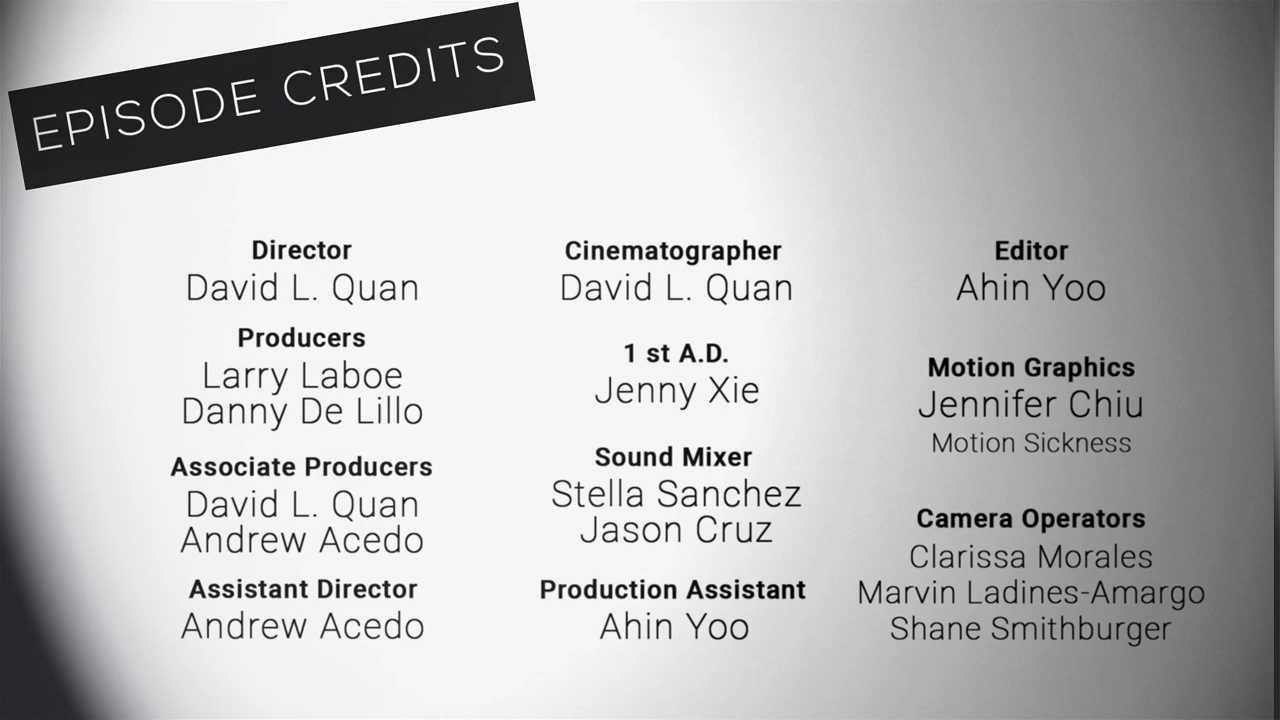 EPISODE CREDITS
Director
David L. Quan
Producers
Larry Laboe
Danny De Lillo
Associate Producers
David L. Quan
Andrew Acedo
Assistant Director
Andrew Acedo
Cinematographer
David L. Quan
1 st A.D.
Jenny Xie
Sound Mixer
Stella Sanchez
Jason Cruz
Production Assistant
Ahin Yoo
Editor
Ahin Yoo
Motion Graphics
Jennifer Chiu
Motion Sickness
Camera Operators
Clarissa Morales
Marvin Ladines-Amargo
Shane Smithburger